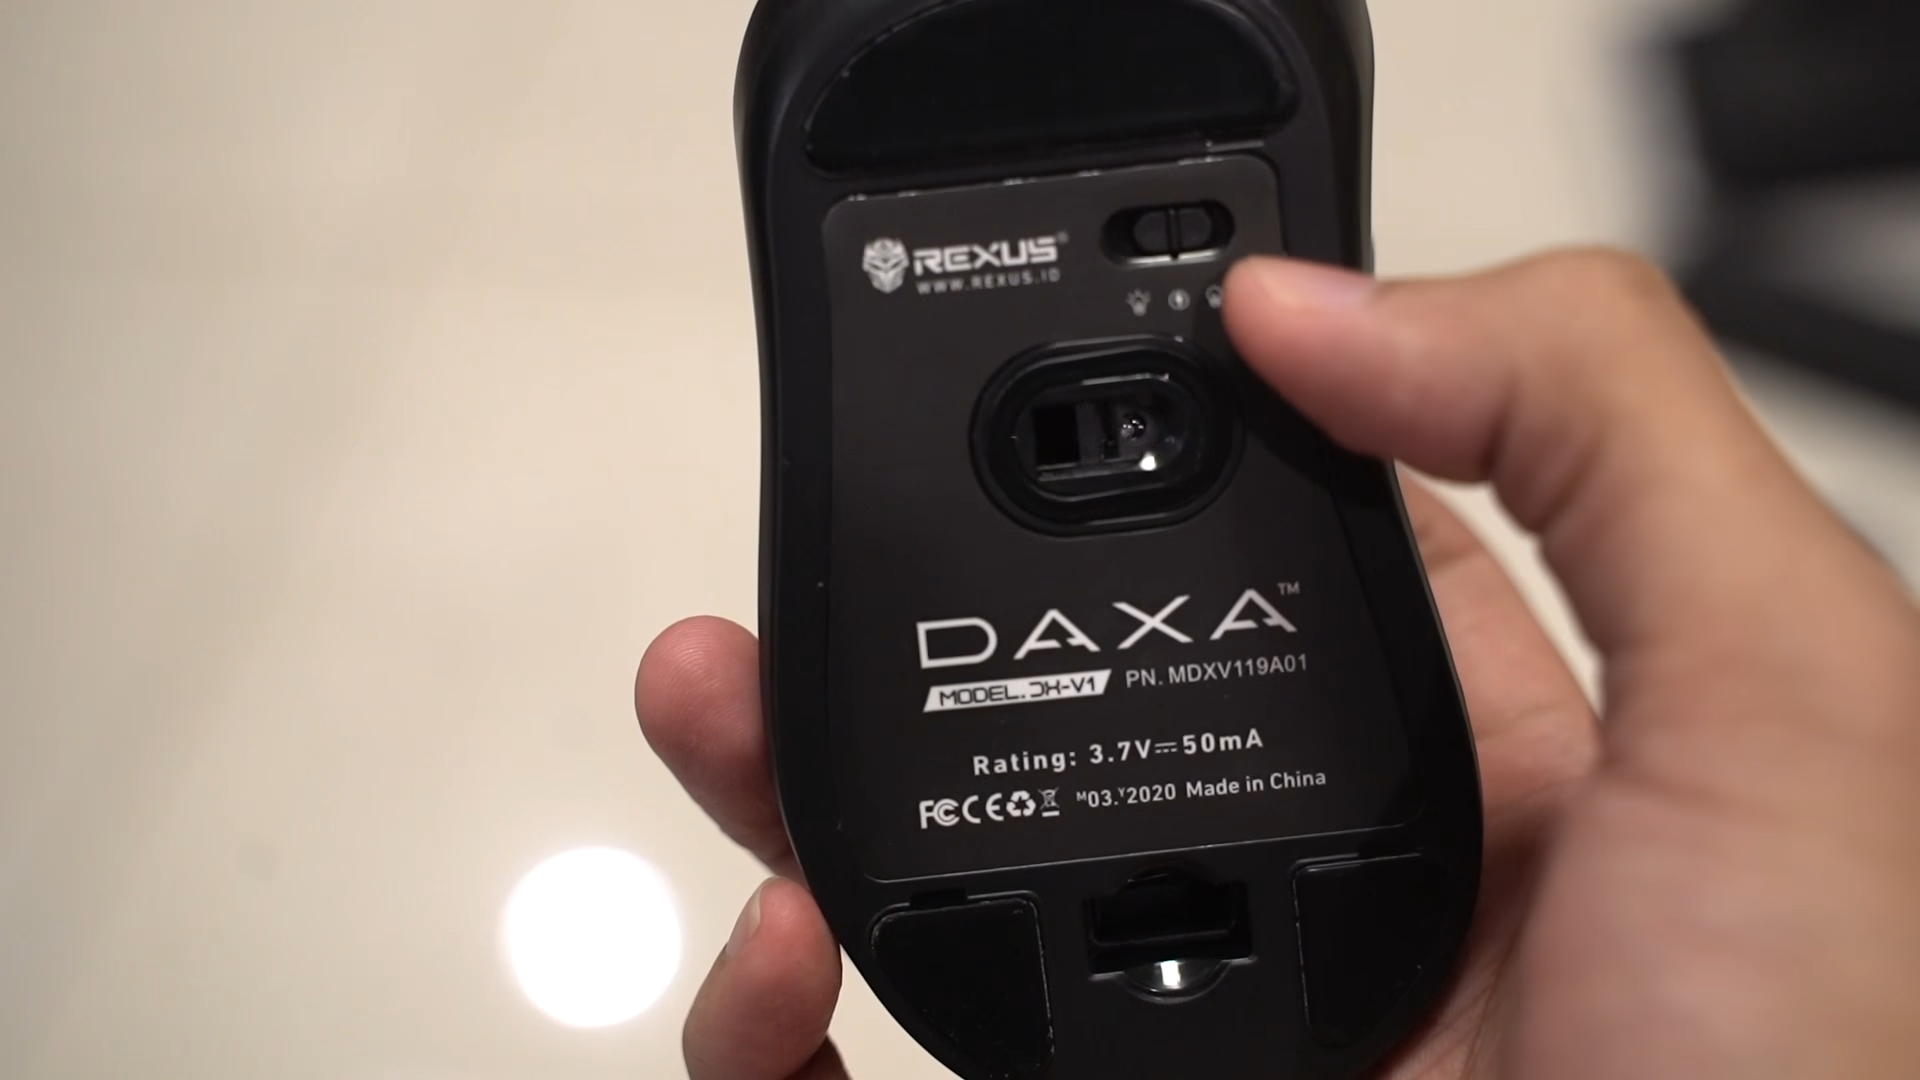 REXUS®
WWW.REXUS.ID
DAXA™
MODEL.DX-V1 PN. MDXV119A01
Rating: 3.7V⎓50mA
FC CE M03.Y2020 Made in China